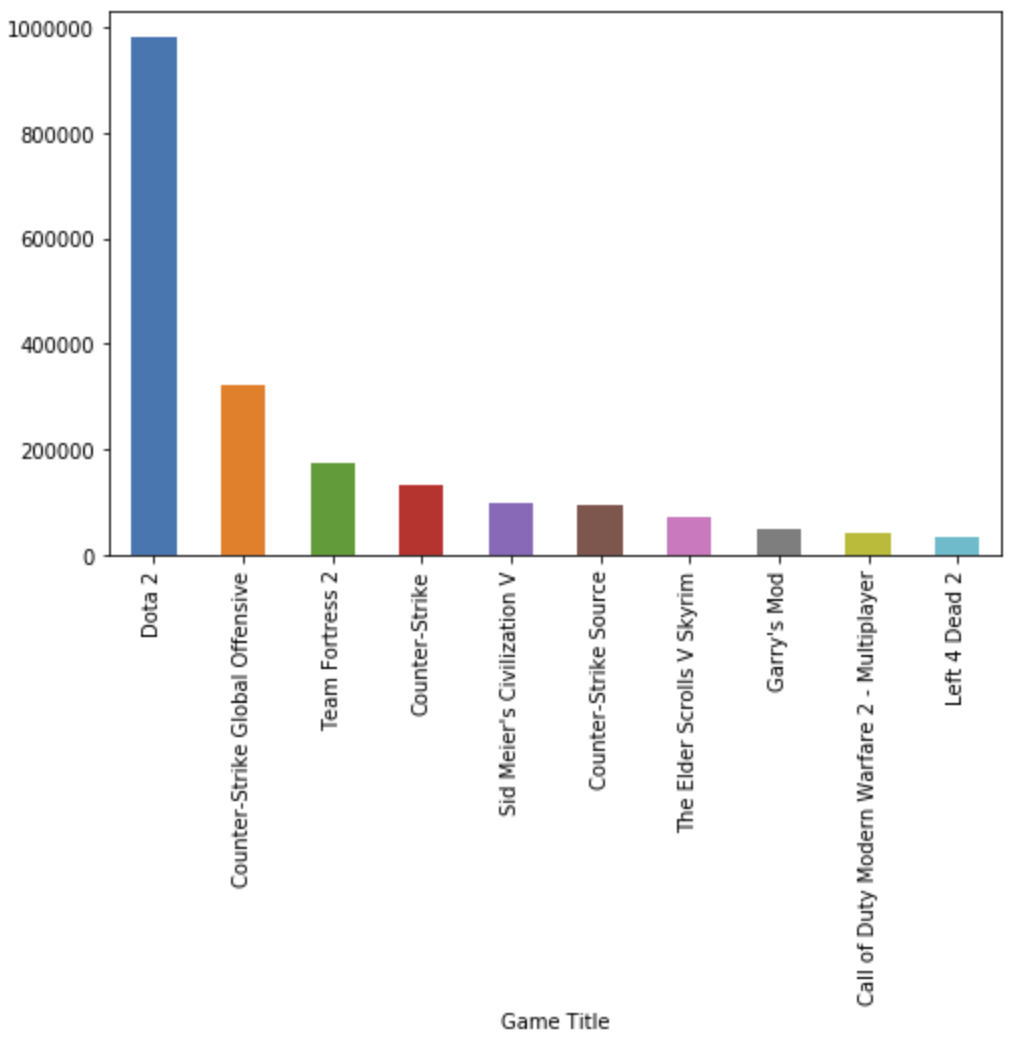 1000000
800000
600000
400000
200000
0
Dota 2
Counter-Strike Global Offensive
Team Fortress 2
Counter-Strike
Sid Meier's Civilization V
Counter-Strike Source
The Elder Scrolls V Skyrim
Garry's Mod
Call of Duty Modern Warfare 2 - Multiplayer
Left 4 Dead 2
Game Title